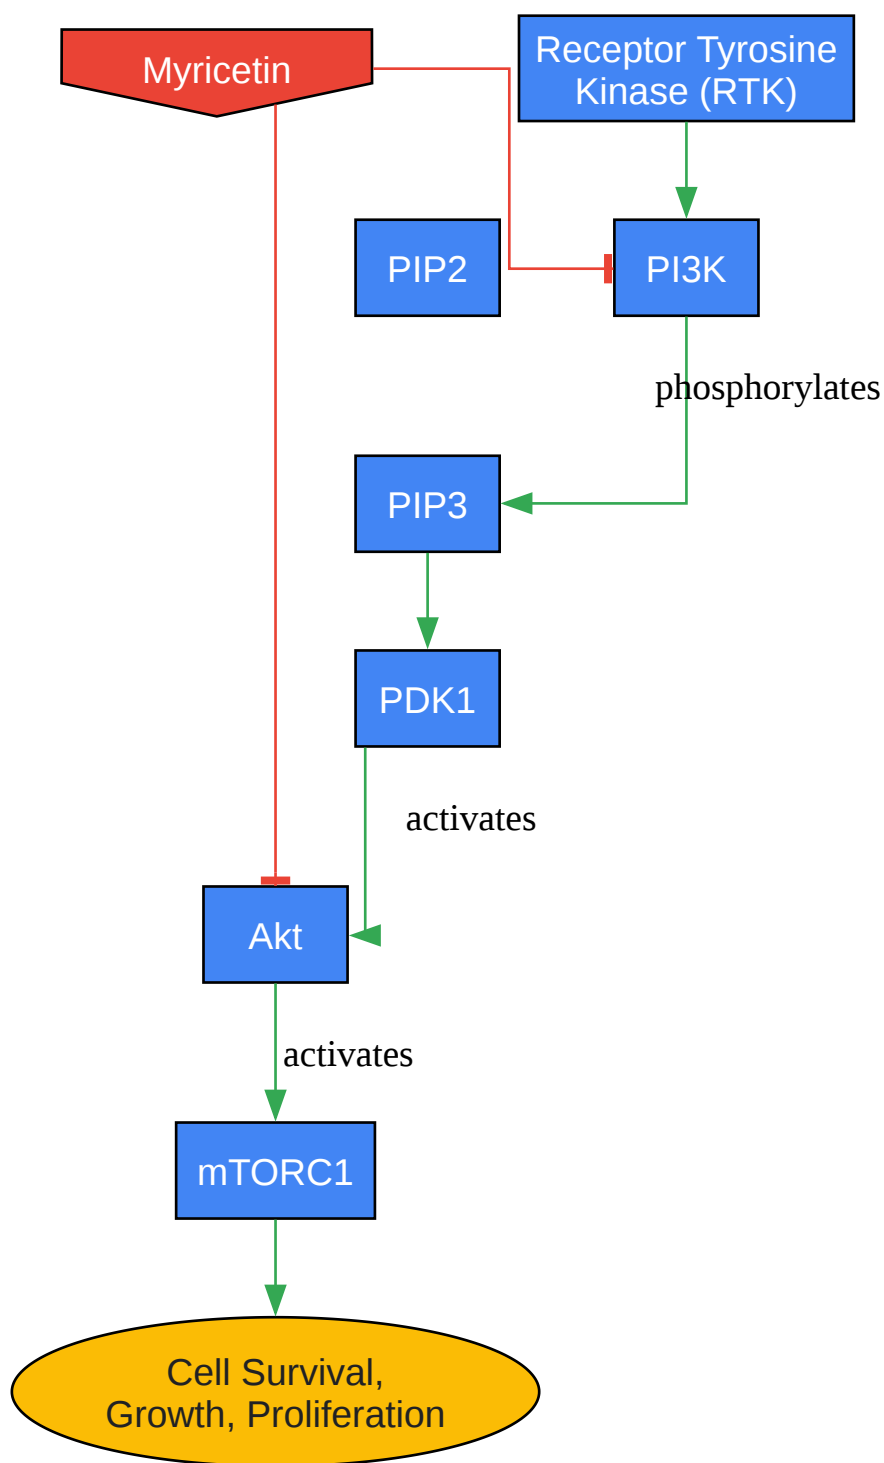 Myricetin
Receptor Tyrosine
Kinase (RTK)
PIP2
PI3K
phosphorylates
PIP3
PDK1
activates
Akt
activates
mTORC1
Cell Survival,
Growth, Proliferation